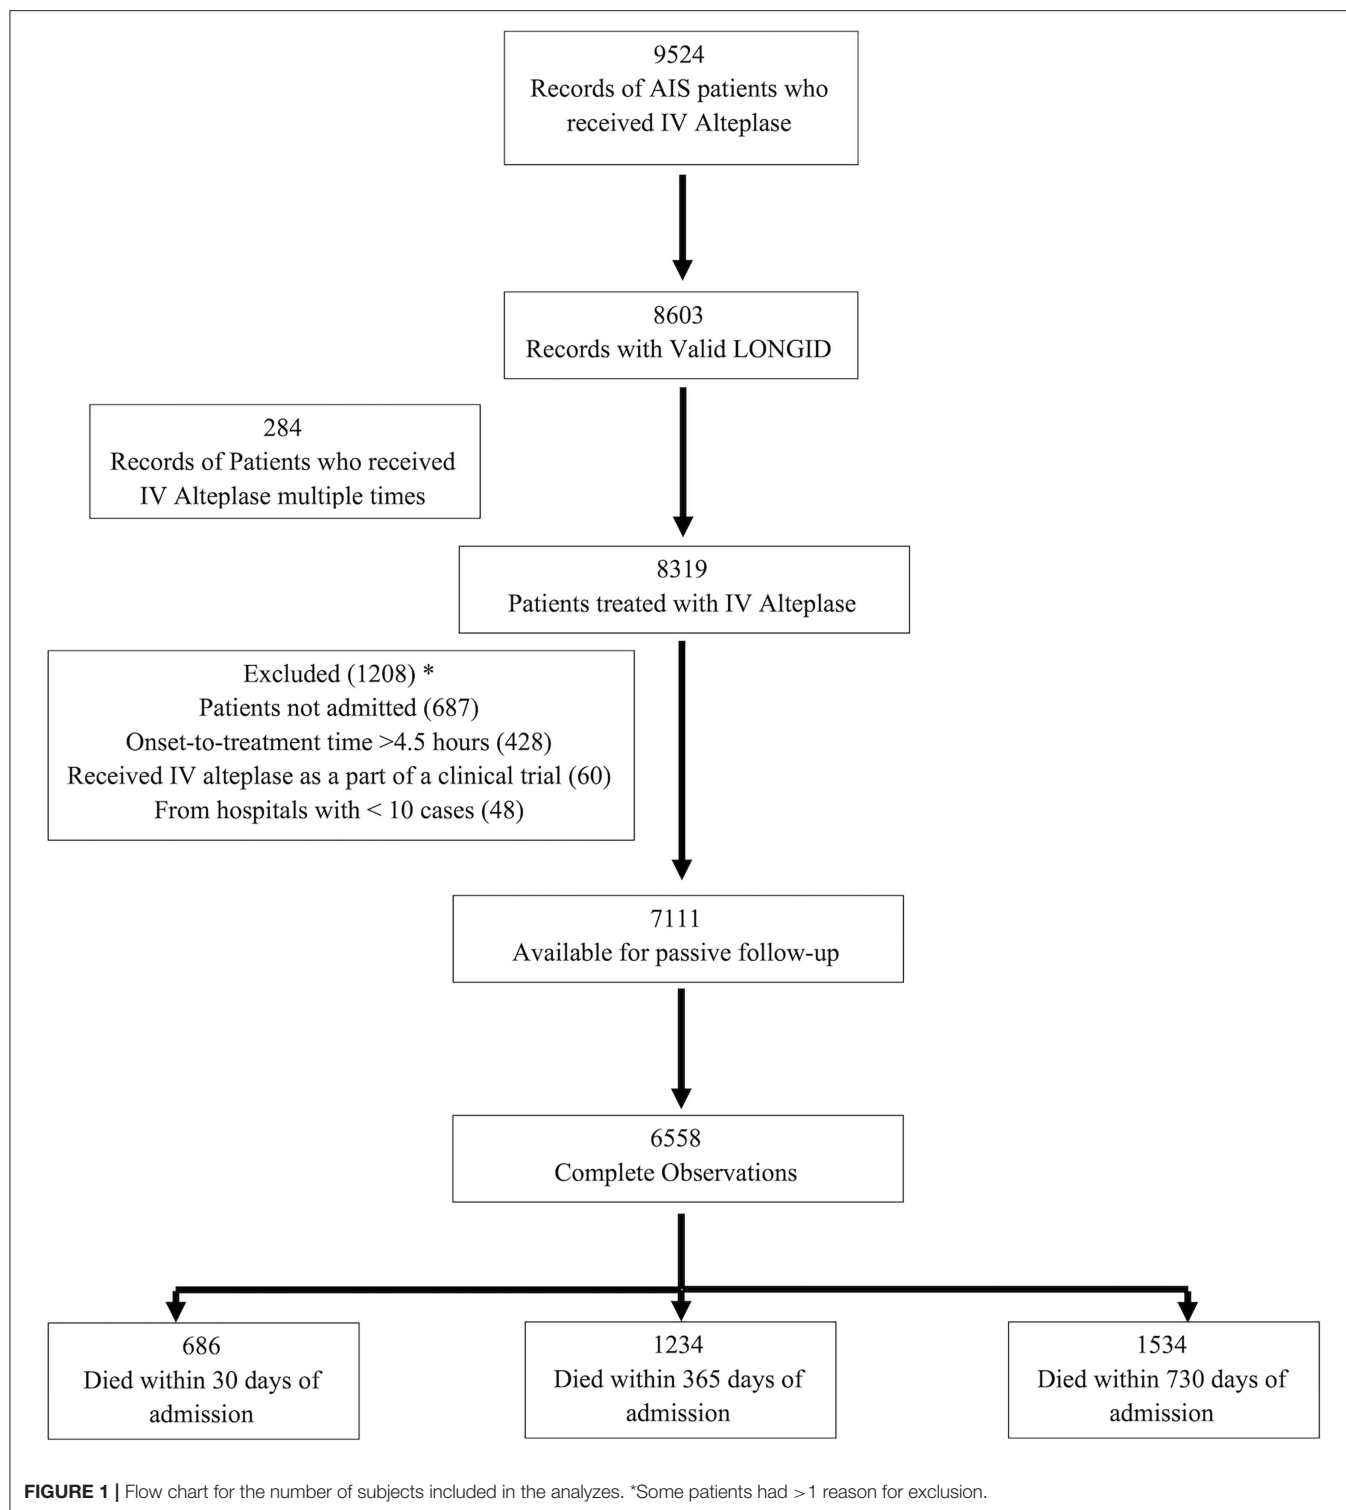 9524
Records of AIS patients who
received IV Alteplase
8603
Records with Valid LONGID
284
Records of Patients who received
IV Alteplase multiple times
8319
Patients treated with IV Alteplase
Excluded (1208) *
Patients not admitted (687)
Onset-to-treatment time >4.5 hours (428)
Received IV alteplase as a part of a clinical trial (60)
From hospitals with < 10 cases (48)
7111
Available for passive follow-up
6558
Complete Observations
686
Died within 30 days of
admission
1234
Died within 365 days of
admission
1534
Died within 730 days of
admission
FIGURE 1 | Flow chart for the number of subjects included in the analyzes. *Some patients had >1 reason for exclusion.